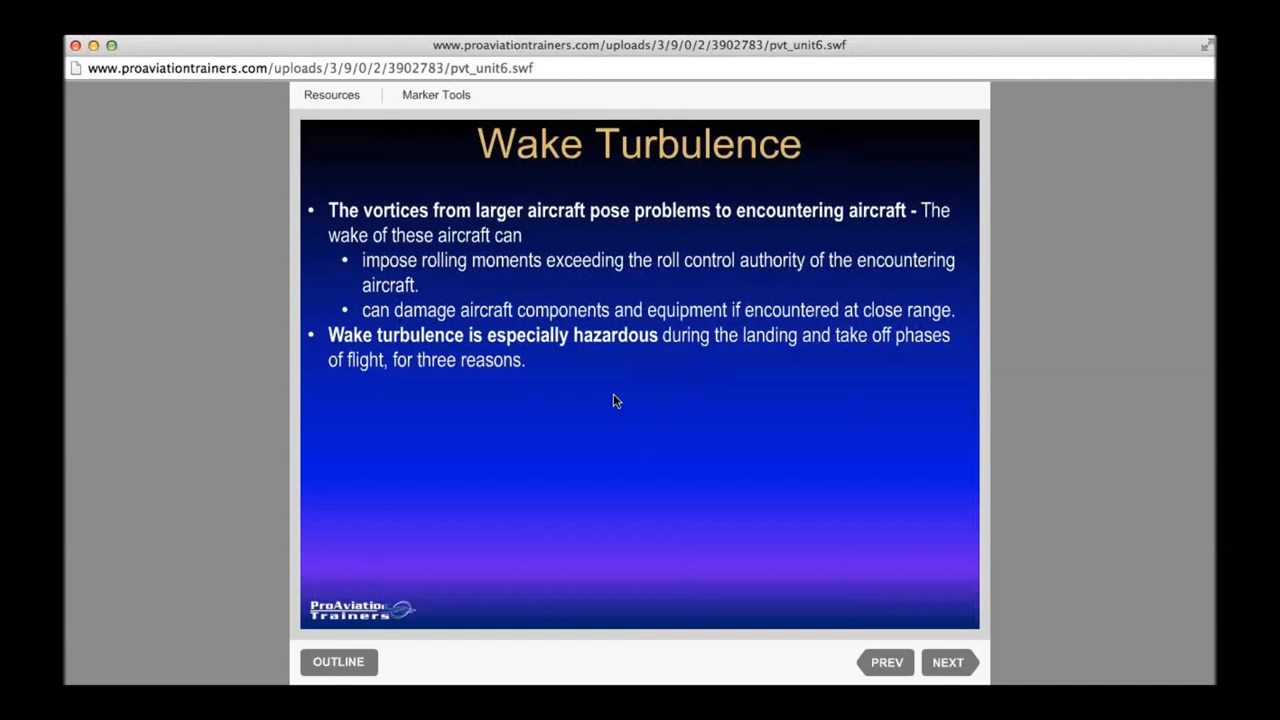 www.proaviationtrainers.com/uploads/3/9/0/2/3902783/pvt_unit6.swf
www.proaviationtrainers.com/uploads/3/9/0/2/3902783/pvt_unit6.swf
Resources
Marker Tools
Wake Turbulence
• The vortices from larger aircraft pose problems to encountering aircraft - The
wake of these aircraft can
• impose rolling moments exceeding the roll control authority of the encountering
aircraft.
• can damage aircraft components and equipment if encountered at close range.
• Wake turbulence is especially hazardous during the landing and take off phases
of flight, for three reasons.
ProAviation
Trainers
OUTLINE
PREV
NEXT